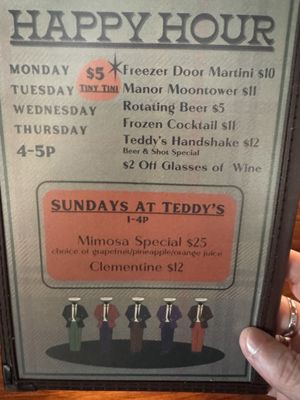 HAPPY HOUR
MONDAY
TUESDAY
WEDNESDAY
THURSDAY
4-5P
$5
TINY TINI
Freezer Door Martini $10
Manor Moontower $11
Rotating Beer $5
Frozen Cocktail $11
Teddy's Handshake $12
Beer & Shot Special
$2 Off Glasses of Wine
SUNDAYS AT TEDDY'S
1-4P
Mimosa Special $25
choice of grapefruit/pineapple/orange juice
Clementine $12